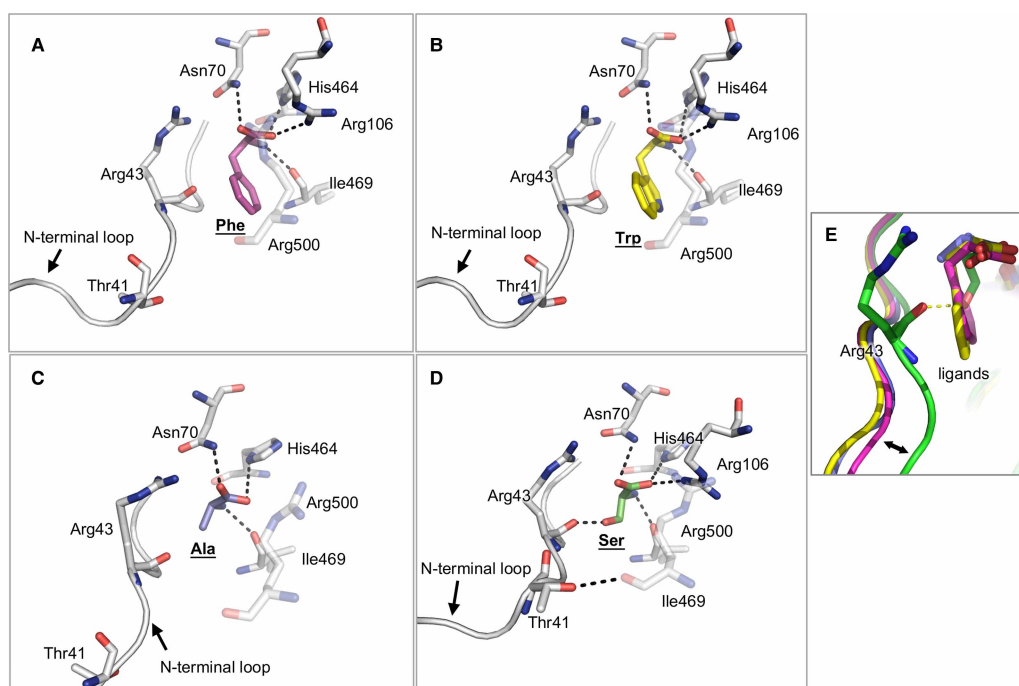 A
Asn70
His464
Arg106
Arg43
Ile469
Phe
N-terminal loop
Arg500
Thr41
B
Asn70
His464
Arg106
Arg43
Ile469
Trp
N-terminal loop
Arg500
Thr41
C
Asn70
His464
Arg500
Arg43
Ala
Ile469
Thr41
N-terminal loop
D
Asn70
His464
Arg106
Arg43
Arg500
Ser
N-terminal loop
Ile469
Thr41
E
Arg43
ligands